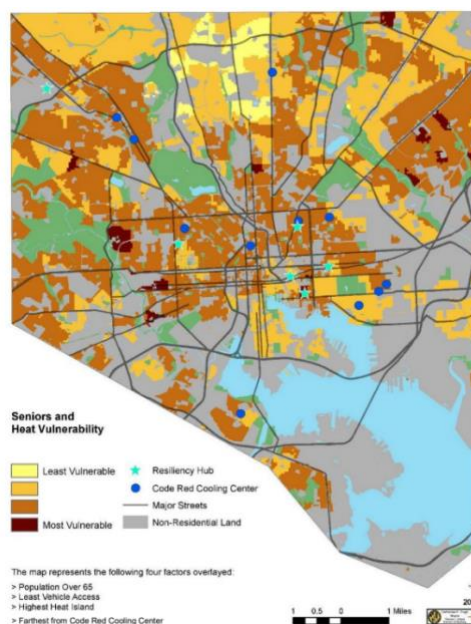 Seniors and
Heat Vulnerability
Least Vulnerable
Most Vulnerable
Resiliency Hub
Code Red Cooling Center
Major Streets
Non-Residential Land
The map represents the following four factors overlayed:
> Population Over 65
> Least Vehicle Access
> Highest Heat Island
> Farthest from Code Red Cooling Center
1 0.5 0 1 Miles
20